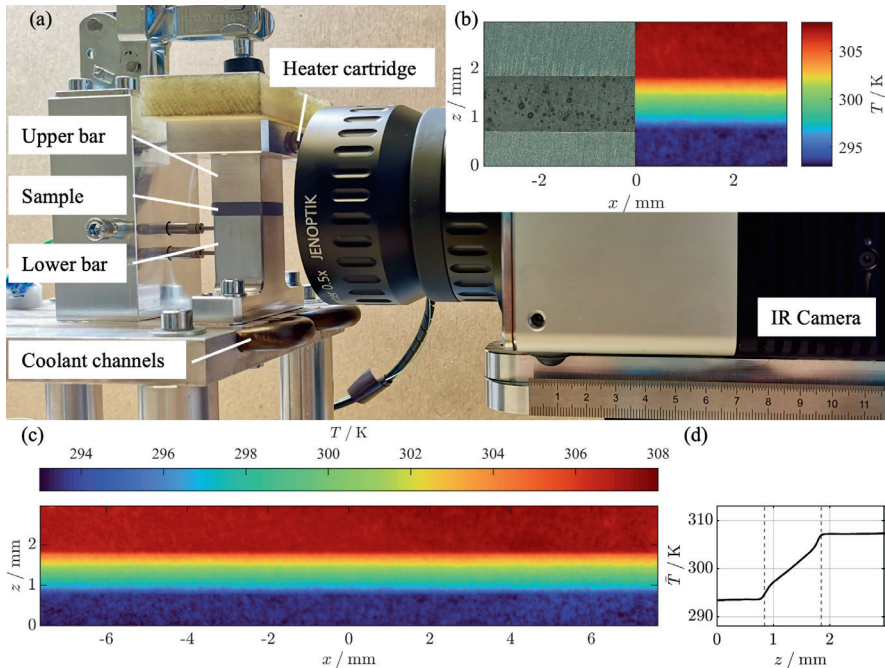 (a)
Heater cartridge
Upper bar
Sample
Lower bar
Coolant channels
JENOPTIK
0.5x
IR Camera
1 2 3 4 5 6 7 8 9 10 11
(b)
z / mm
3
2
1
0
-2 0 2
x / mm
305
300
295
T / K
(c)
T / K
294 296 298 300 302 304 306 308
z / mm
2
1
0
-6 -4 -2 0 2 4 6
x / mm
(d)
T̄ / K
310
300
290
0 1 2
z / mm